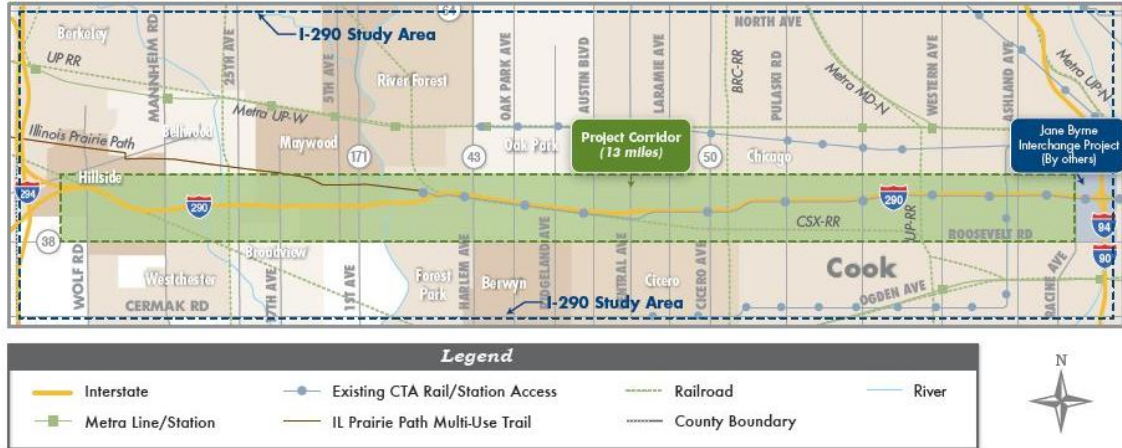 64
NORTH AVE
I-290 Study Area
Berkeley
UP RR
MANNHEIM RD
25TH AVE
5TH AVE
River Forest
OAK PARK AVE
AUSTIN BLVD
LARAMIE AVE
BRC-RR
PULASKI RD
Metra MD-N
WESTERN AVE
ASHLAND AVE
Metra UP-N
Metra UP-W
Illinois Prairie Path
Bellwood
Maywood
171
43
Oak Park
Project Corridor
(13 miles)
50
Chicago
Jane Byrne
Interchange Project
(By others)
Hillside
294
290
290
CSX-RR
UP-RR
ROOSEVELT RD
94
38
WOLF RD
Westchester
Broadview
CERMAK RD
17TH AVE
1ST AVE
Forest
Park
HARLEM AVE
Berwyn
RIDGELAND AVE
CENTRAL AVE
Cicero
CICERO AVE
Cook
OGDEN AVE
RACINE AVE
90
I-290 Study Area
Legend
Interstate
Existing CTA Rail/Station Access
Railroad
River
Metra Line/Station
IL Prairie Path Multi-Use Trail
County Boundary
N